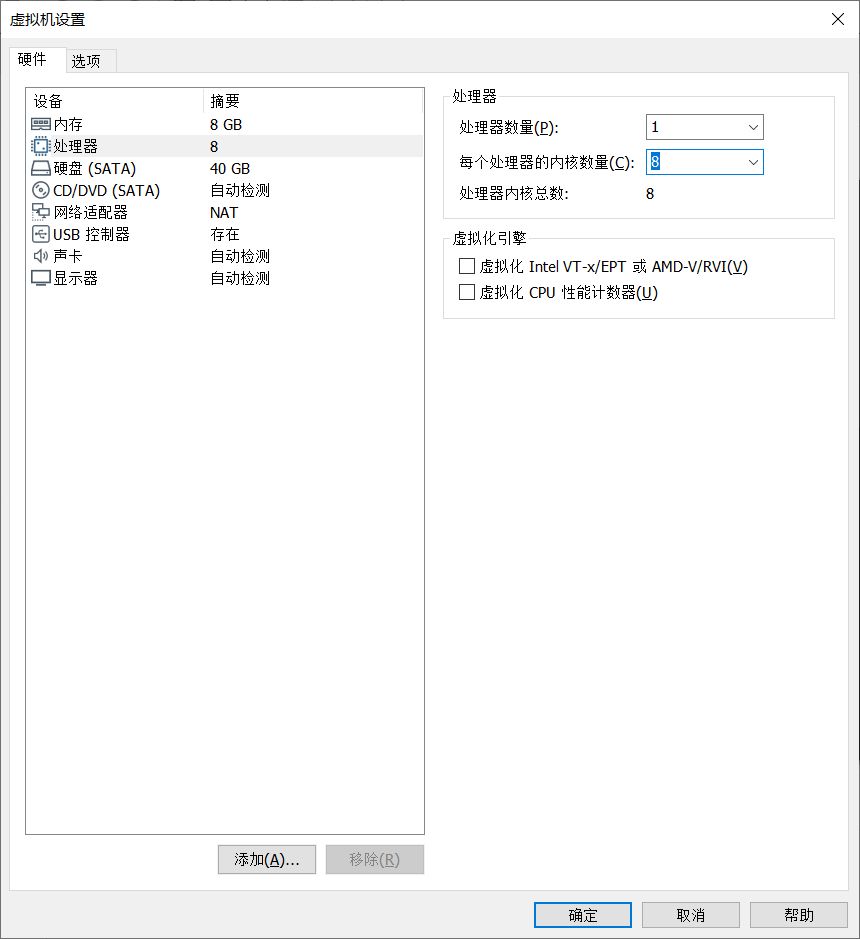 虚拟机设置
硬件 选项
设备 摘要
内存 8 GB
处理器 8
硬盘 (SATA) 40 GB
CD/DVD (SATA) 自动检测
网络适配器 NAT
USB 控制器 存在
声卡 自动检测
显示器 自动检测
添加(A)... 移除(R)
处理器
处理器数量(P): 1
每个处理器的内核数量(C): 8
处理器内核总数: 8
虚拟化引擎
虚拟化 Intel VT-x/EPT 或 AMD-V/RVI(V)
虚拟化 CPU 性能计数器(U)
确定 取消 帮助